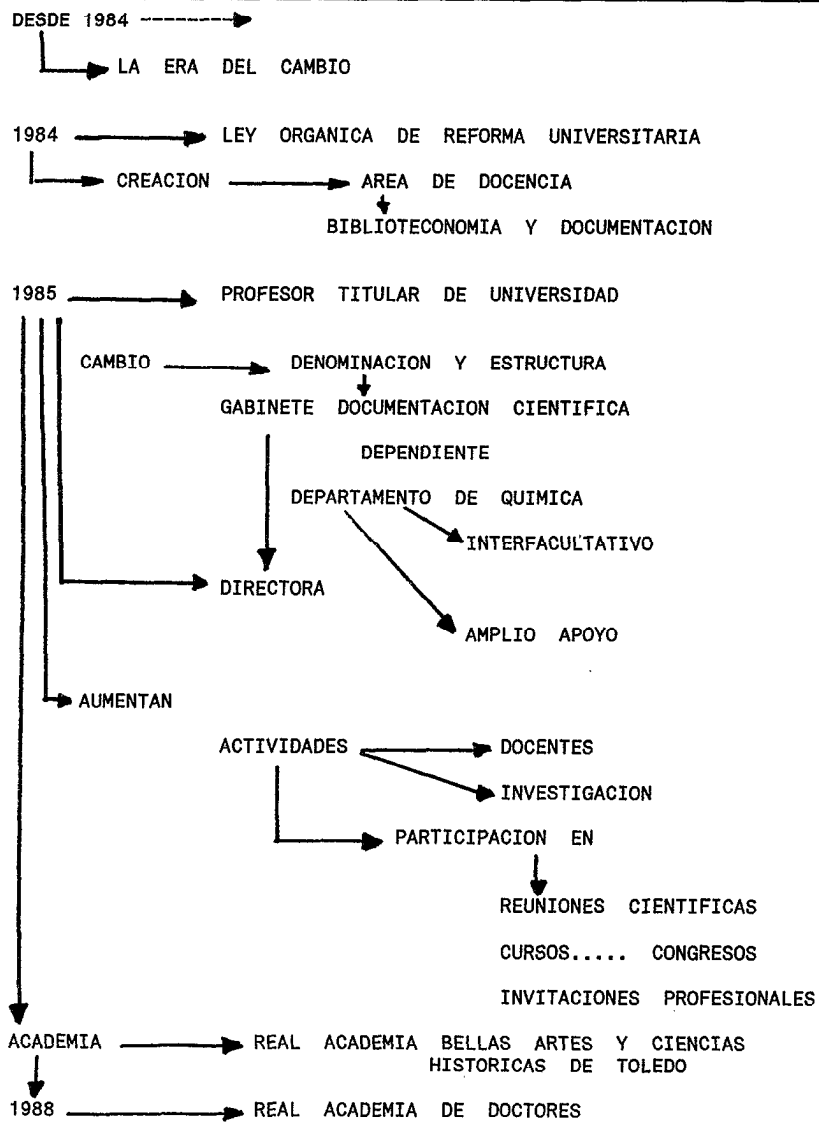 DESDE 1984
LA ERA DEL CAMBIO
1984 LEY ORGANICA DE REFORMA UNIVERSITARIA
CREACION AREA DE DOCENCIA
BIBLIOTECONOMIA Y DOCUMENTACION
1985 PROFESOR TITULAR DE UNIVERSIDAD
CAMBIO DENOMINACION Y ESTRUCTURA
GABINETE DOCUMENTACION CIENTIFICA
DEPENDIENTE
DEPARTAMENTO DE QUIMICA
INTERFACULTATIVO
DIRECTORA
AMPLIO APOYO
AUMENTAN
ACTIVIDADES DOCENTES
INVESTIGACION
PARTICIPACION EN
REUNIONES CIENTIFICAS
CURSOS..... CONGRESOS
INVITACIONES PROFESIONALES
ACADEMIA REAL ACADEMIA BELLAS ARTES Y CIENCIAS
HISTORICAS DE TOLEDO
1988 REAL ACADEMIA DE DOCTORES